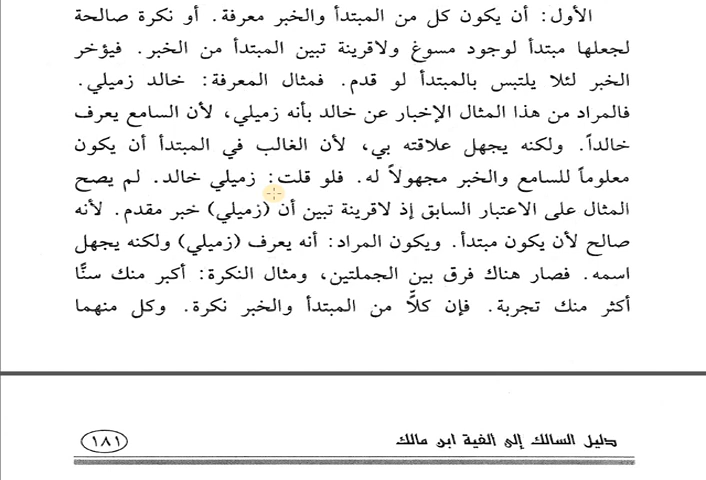 الأول: أن يكون كل من المبتدأ والخبر معرفة. أو نكرة صالحة
لجعلها مبتدأ لوجود مسوغ ولاقرينة تبين المبتدأ من الخبر. فيؤخر
الخبر لئلا يلتبس بالمبتدأ لو قدم. فمثال المعرفة: خالد زميلي.
فالمراد من هذا المثال الإخبار عن خالد بأنه زميلي، لأن السامع يعرف
خالداً. ولكنه يجهل علاقته بي، لأن الغالب في المبتدأ أن يكون
معلوماً للسامع والخبر مجهولاً له. فلو قلت: زميلي خالد. لم يصح
المثال على الاعتبار السابق إذ لاقرينة تبين أن (زميلي) خبر مقدم. لأنه
صالح لأن يكون مبتدأ. ويكون المراد: أنه يعرف (زميلي) ولكنه يجهل
اسمه. فصار هناك فرق بين الجملتين، ومثال النكرة: أكبر منك سنًّا
أكثر منك تجربة. فإن كلاًّ من المبتدأ والخبر نكرة. وكل منهما
دليل السالك إلى ألفية ابن مالك
١٨١